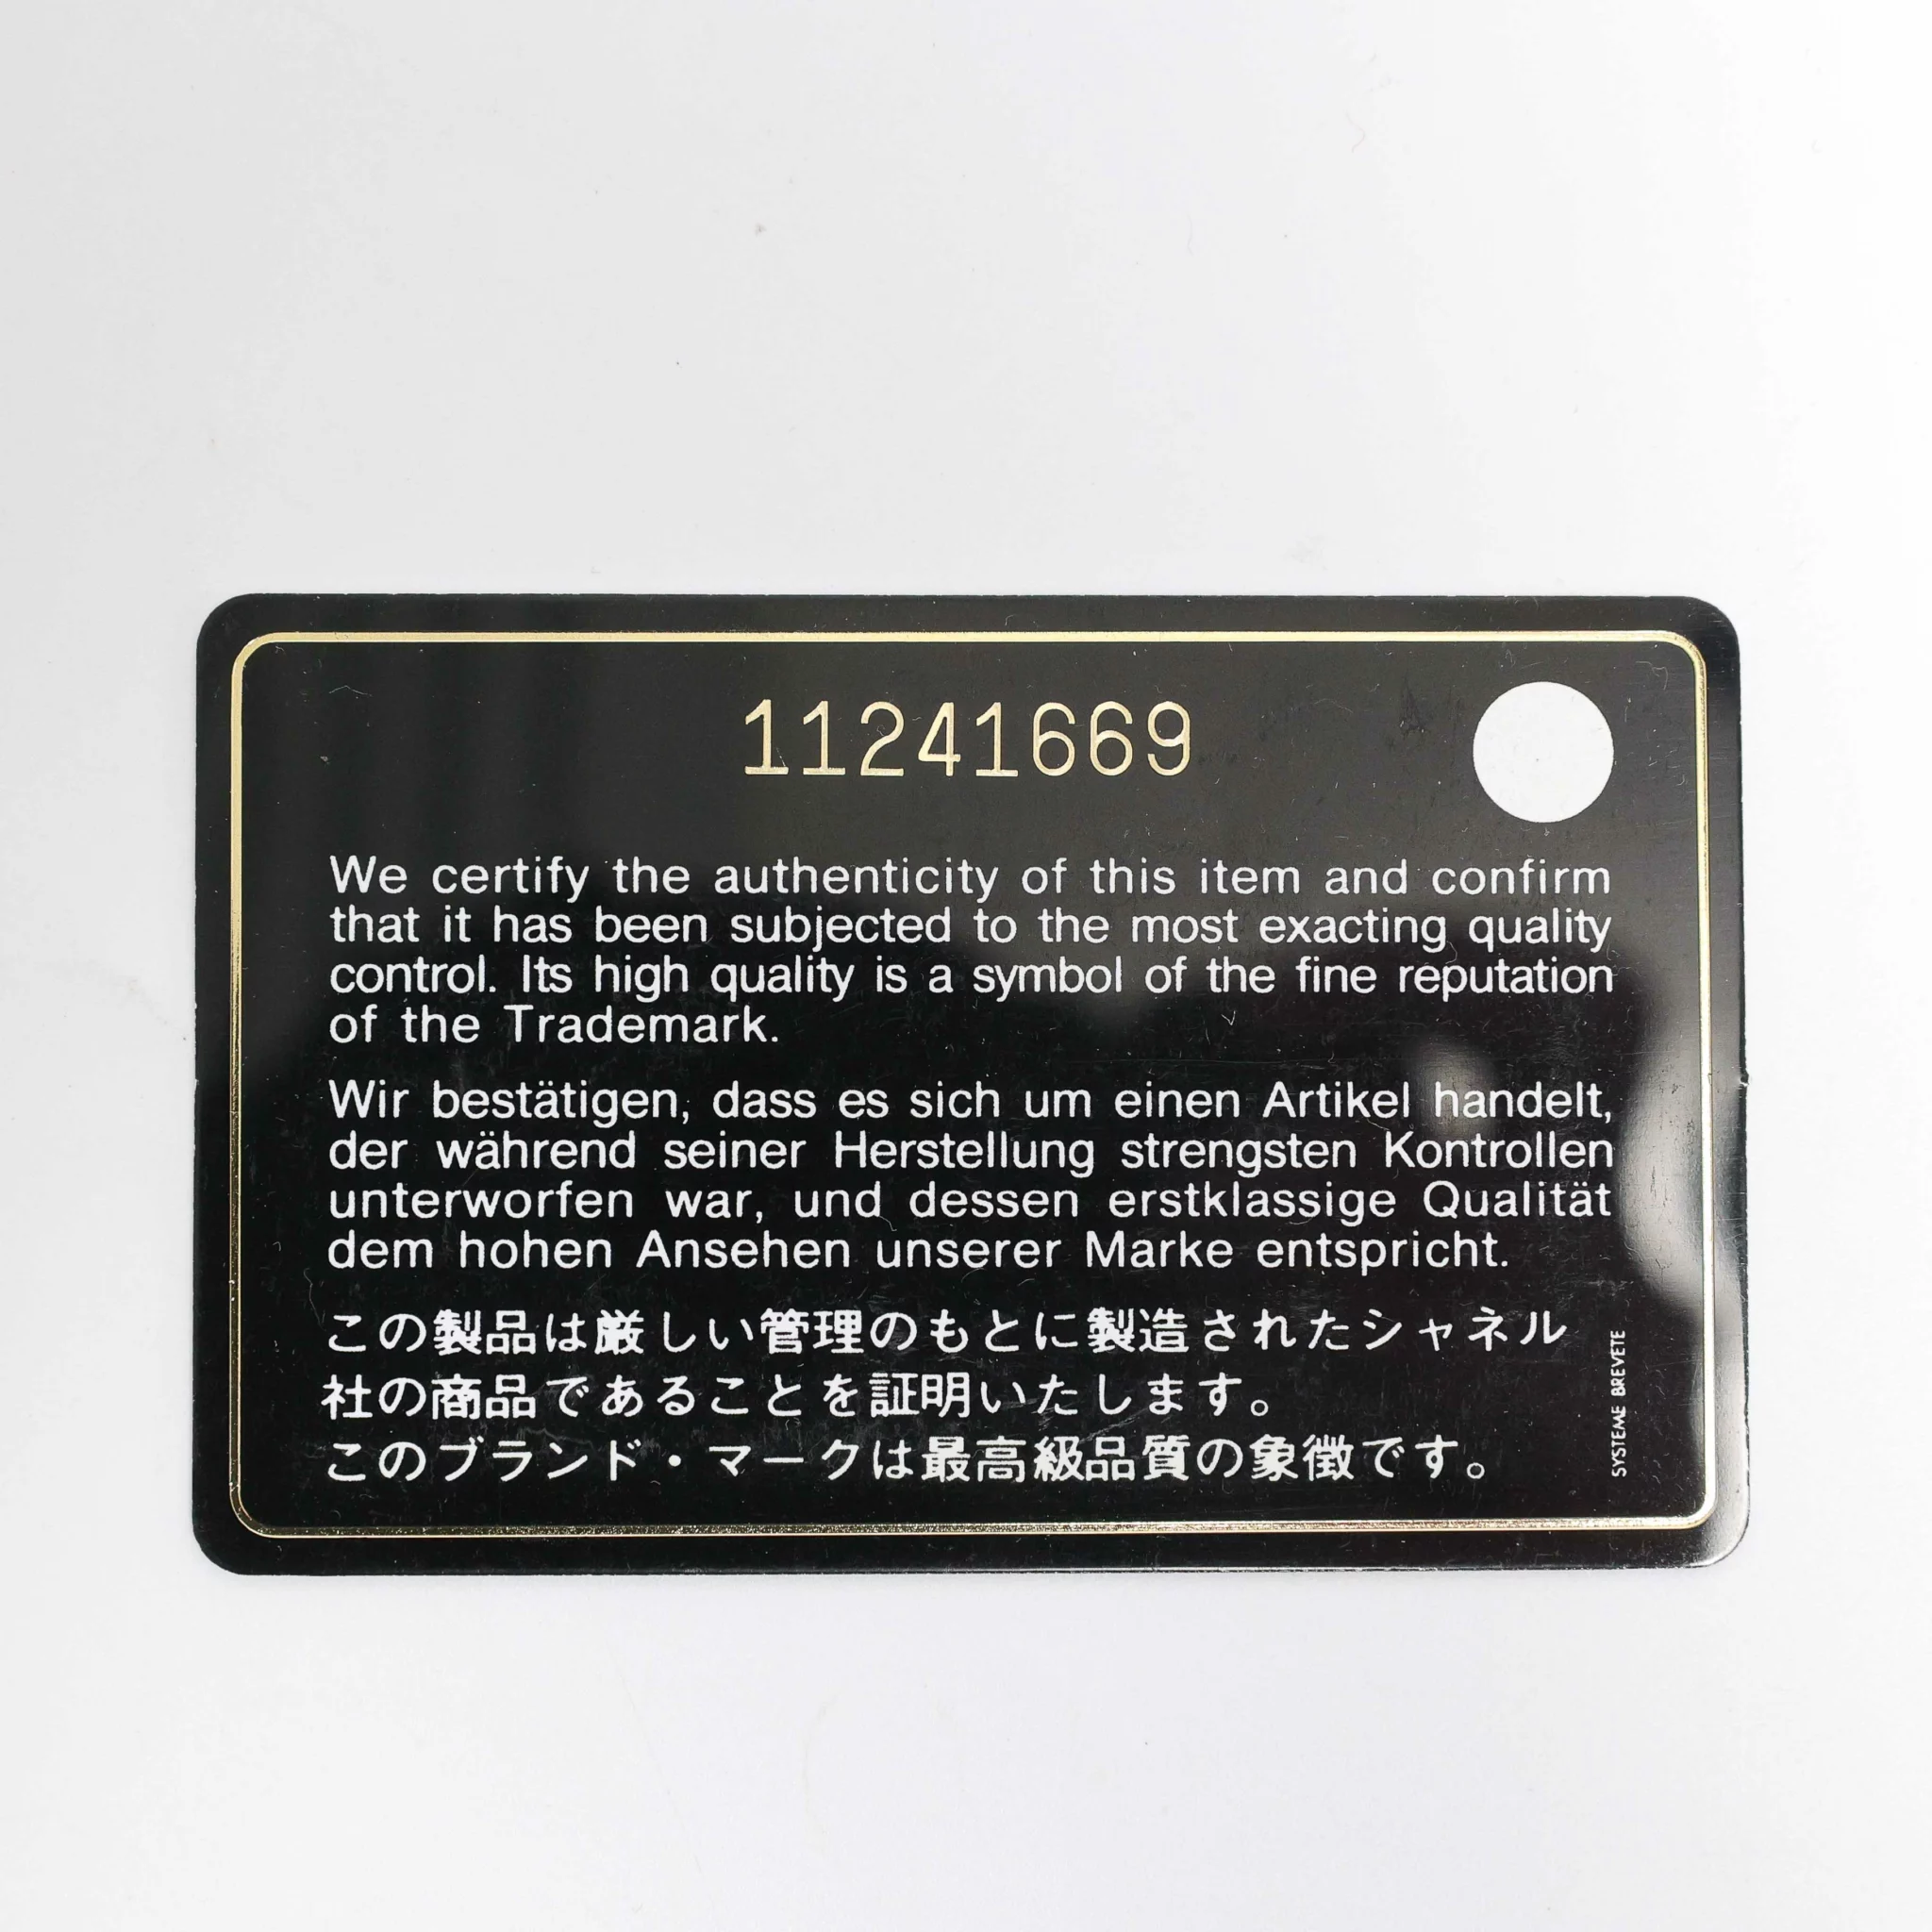 11241669
We certify the authenticity of this item and confirm
that it has been subjected to the most exacting quality
control. Its high quality is a symbol of the fine reputation
of the Trademark.
Wir bestätigen, dass es sich um einen Artikel handelt,
der während seiner Herstellung strengsten Kontrollen
unterworfen war, und dessen erstklassige Qualität
dem hohen Ansehen unserer Marke entspricht.
この製品は厳しい管理のもとに製造されたシャネル
社の商品であることを証明いたします。
このブランド・マークは最高級品質の象徴です。
SYSTEME BREVETE